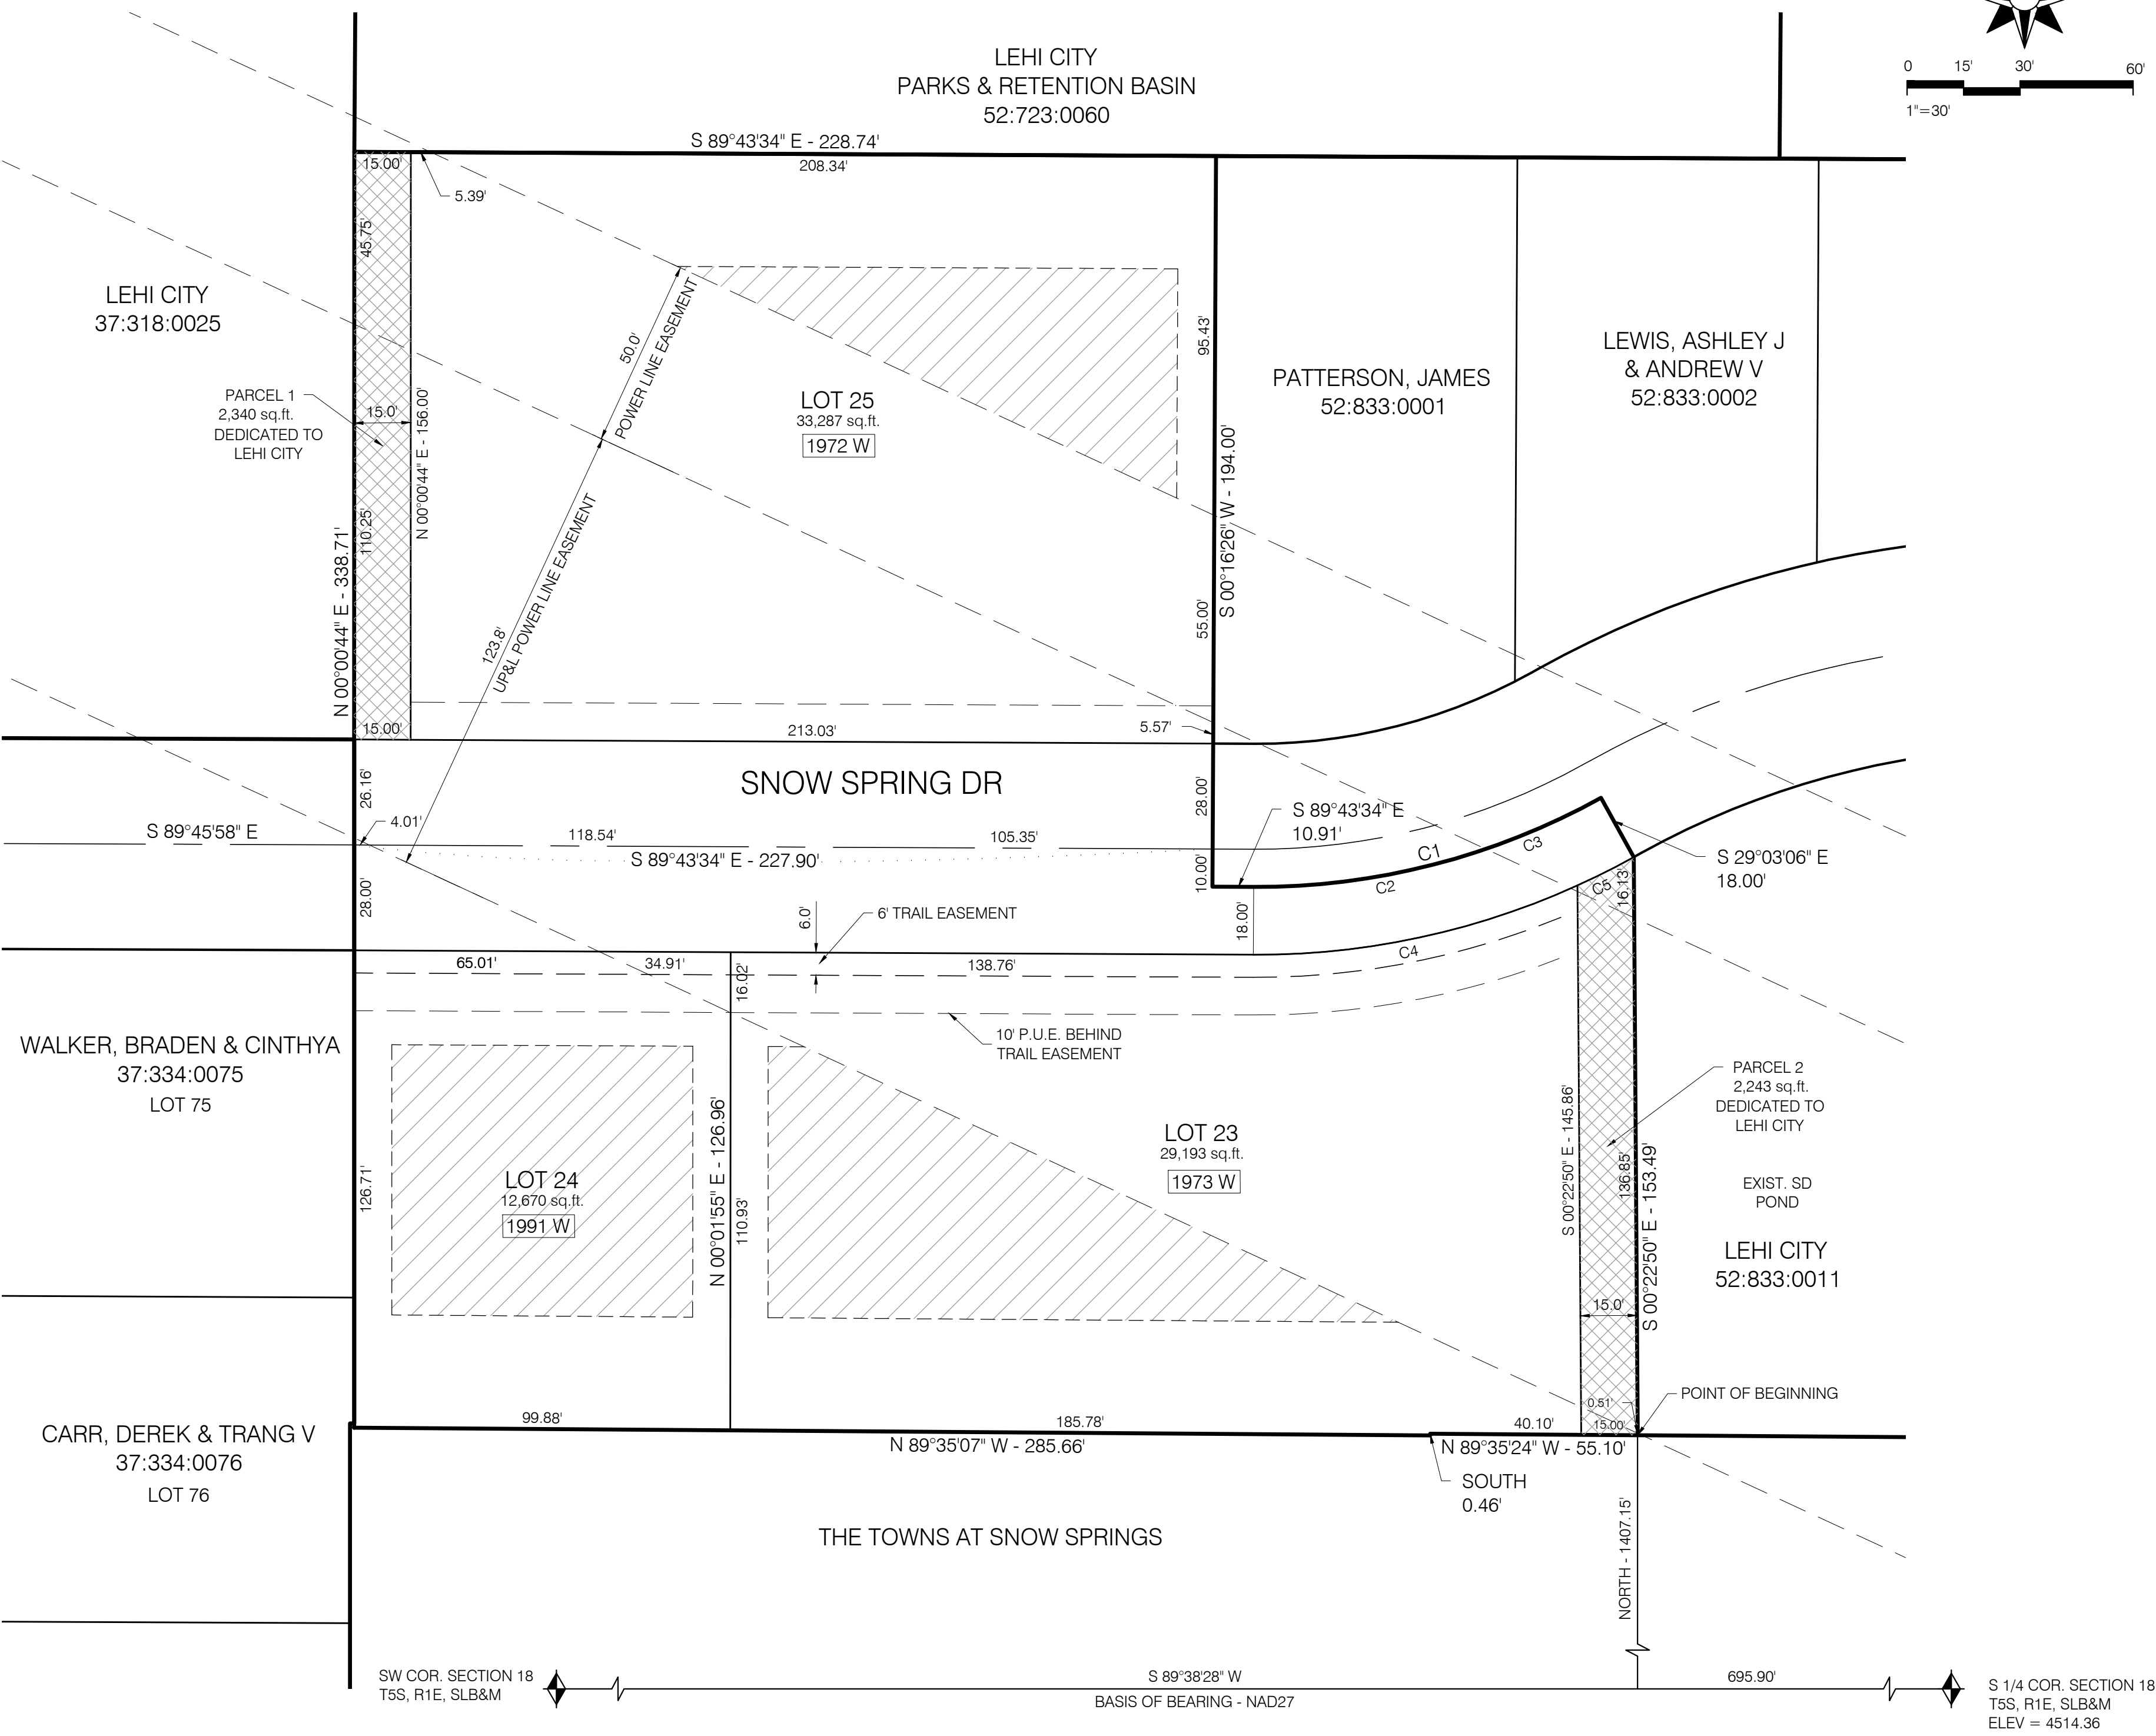 0 15' 30' 60'
1"=30'
LEHI CITY
PARKS & RETENTION BASIN
52:723:0060
S 89°43'34" E - 228.74'
208.34'
15.00'
5.39'
45.75'
LEHI CITY
37:318:0025
PARCEL 1
2,340 sq.ft.
DEDICATED TO
LEHI CITY
15.0'
N 00°00'44" E - 156.00'
110.25'
N 00°00'44" E - 338.71'
15.00'
50.0'
POWER LINE EASEMENT
123.8'
UP&L POWER LINE EASEMENT
LOT 25
33,287 sq.ft.
1972 W
95.43'
S 00°16'26" W - 194.00'
55.00'
PATTERSON, JAMES
52:833:0001
LEWIS, ASHLEY J
& ANDREW V
52:833:0002
213.03'
5.57'
SNOW SPRING DR
26.16'
28.00'
S 89°43'34" E
10.91'
S 89°45'58" E
4.01'
118.54'
105.35'
S 89°43'34" E - 227.90'
10.00'
C1
C2
C3
S 29°03'06" E
18.00'
28.00'
6.0'
6' TRAIL EASEMENT
18.00'
C4
C5
16.13'
65.01'
34.91'
16.02'
138.76'
10' P.U.E. BEHIND
TRAIL EASEMENT
WALKER, BRADEN & CINTHYA
37:334:0075
LOT 75
126.71'
LOT 24
12,670 sq.ft.
1991 W
N 00°01'55" E - 126.96'
110.93'
LOT 23
29,193 sq.ft.
1973 W
S 00°22'50" E - 145.86'
136.85'
S 00°22'50" E - 153.49'
15.0'
PARCEL 2
2,243 sq.ft.
DEDICATED TO
LEHI CITY
EXIST. SD
POND
LEHI CITY
52:833:0011
POINT OF BEGINNING
0.51'
15.00'
99.88'
185.78'
40.10'
N 89°35'07" W - 285.66'
N 89°35'24" W - 55.10'
SOUTH
0.46'
CARR, DEREK & TRANG V
37:334:0076
LOT 76
THE TOWNS AT SNOW SPRINGS
NORTH - 1407.15'
SW COR. SECTION 18
T5S, R1E, SLB&M
S 89°38'28" W
BASIS OF BEARING - NAD27
695.90'
S 1/4 COR. SECTION 18
T5S, R1E, SLB&M
ELEV = 4514.36